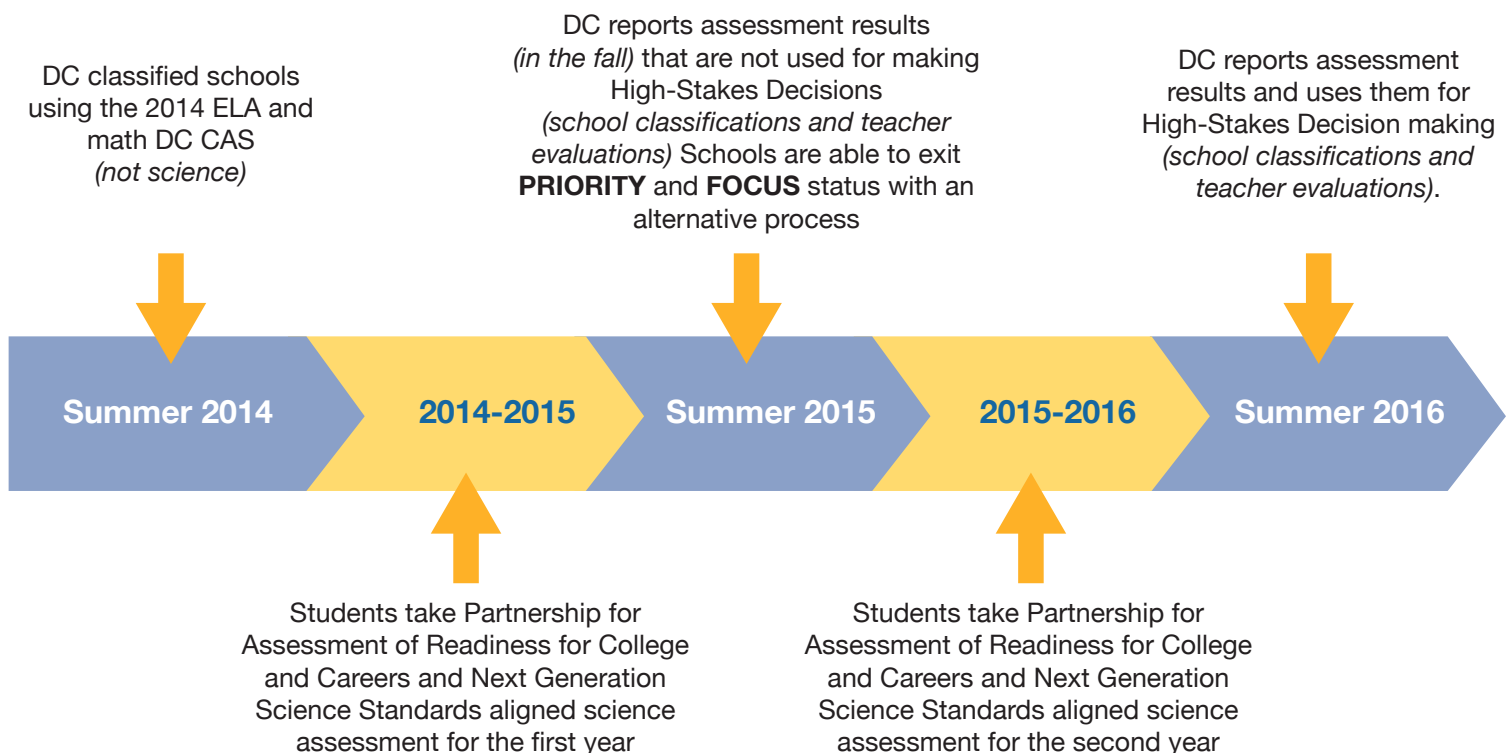 DC classified schools
using the 2014 ELA and
math DC CAS
(not science)
DC reports assessment results
(in the fall) that are not used for making
High-Stakes Decisions
(school classifications and teacher
evaluations) Schools are able to exit
PRIORITY and FOCUS status with an
alternative process
DC reports assessment
results and uses them for
High-Stakes Decision making
(school classifications and
teacher evaluations).
Summer 2014
2014-2015
Summer 2015
2015-2016
Summer 2016
Students take Partnership for
Assessment of Readiness for College
and Careers and Next Generation
Science Standards aligned science
assessment for the first year
Students take Partnership for
Assessment of Readiness for College
and Careers and Next Generation
Science Standards aligned science
assessment for the second year